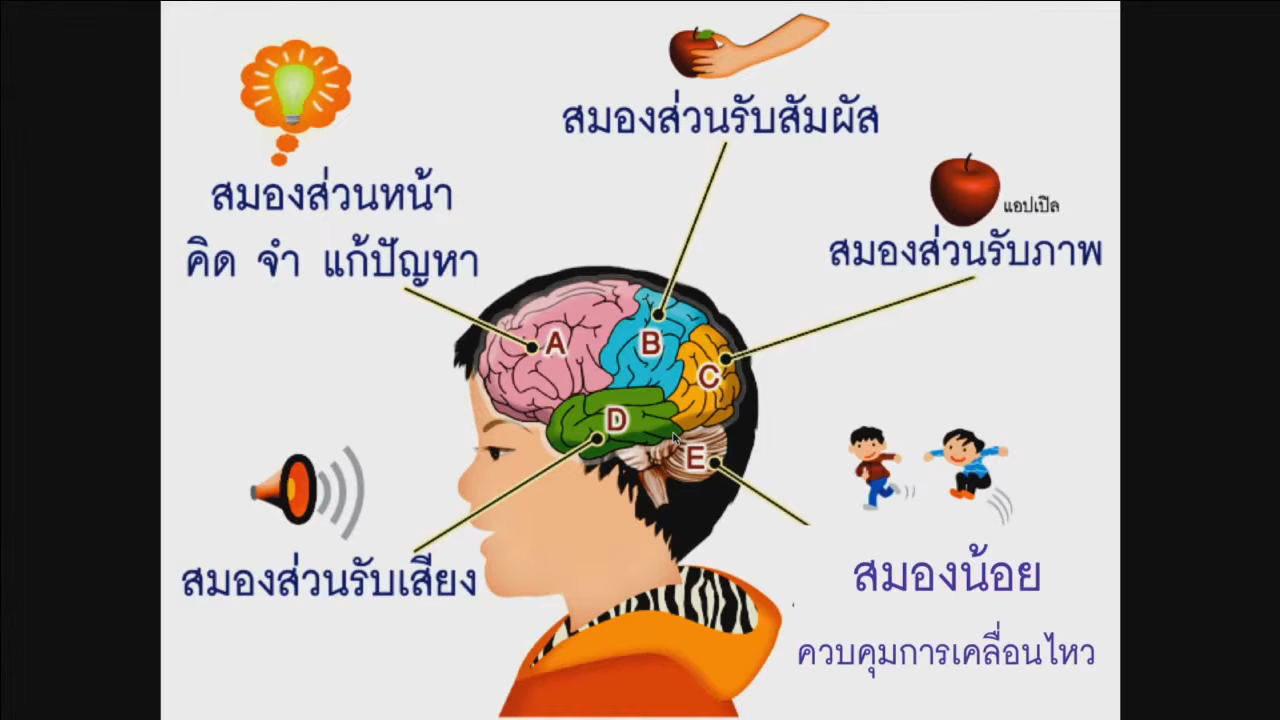 สมองส่วนรับสัมผัส
สมองส่วนหน้า
คิด จำ แก้ปัญหา
แอปเปิล
สมองส่วนรับภาพ
A
B
C
D
E
สมองส่วนรับเสียง
สมองน้อย
ควบคุมการเคลื่อนไหว